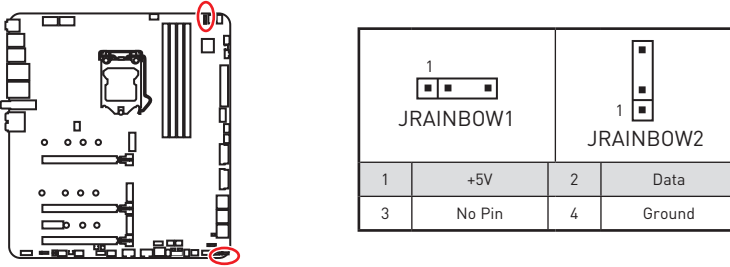 1
JRAINBOW1
1
JRAINBOW2
1 +5V 2 Data
3 No Pin 4 Ground